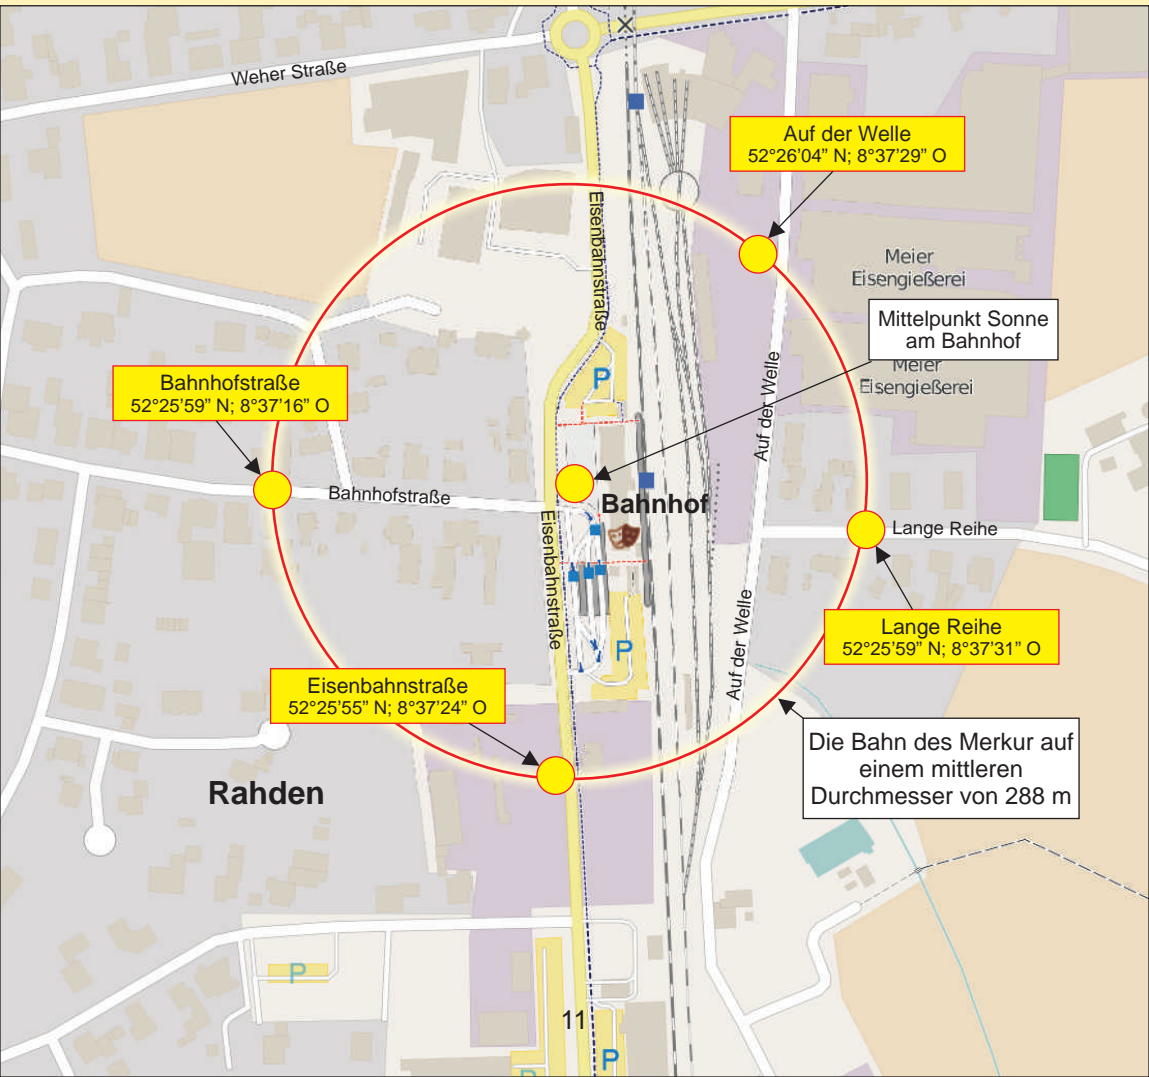 Weher Straße
Auf der Welle
52°26’04” N; 8°37’29” O
Eisenbahnstraße
Meier
Eisengießerei
Mittelpunkt Sonne
am Bahnhof
Meier
Eisengießerei
Bahnhofstraße
52°25’59” N; 8°37’16” O
P
Auf der Welle
Bahnhofstraße
Bahnhof
Eisenbahnstraße
Lange Reihe
Lange Reihe
52°25’59” N; 8°37’31” O
P
Auf der Welle
Eisenbahnstraße
52°25’55” N; 8°37’24” O
Die Bahn des Merkur auf
einem mittleren
Durchmesser von 288 m
Rahden
P
11
P
P